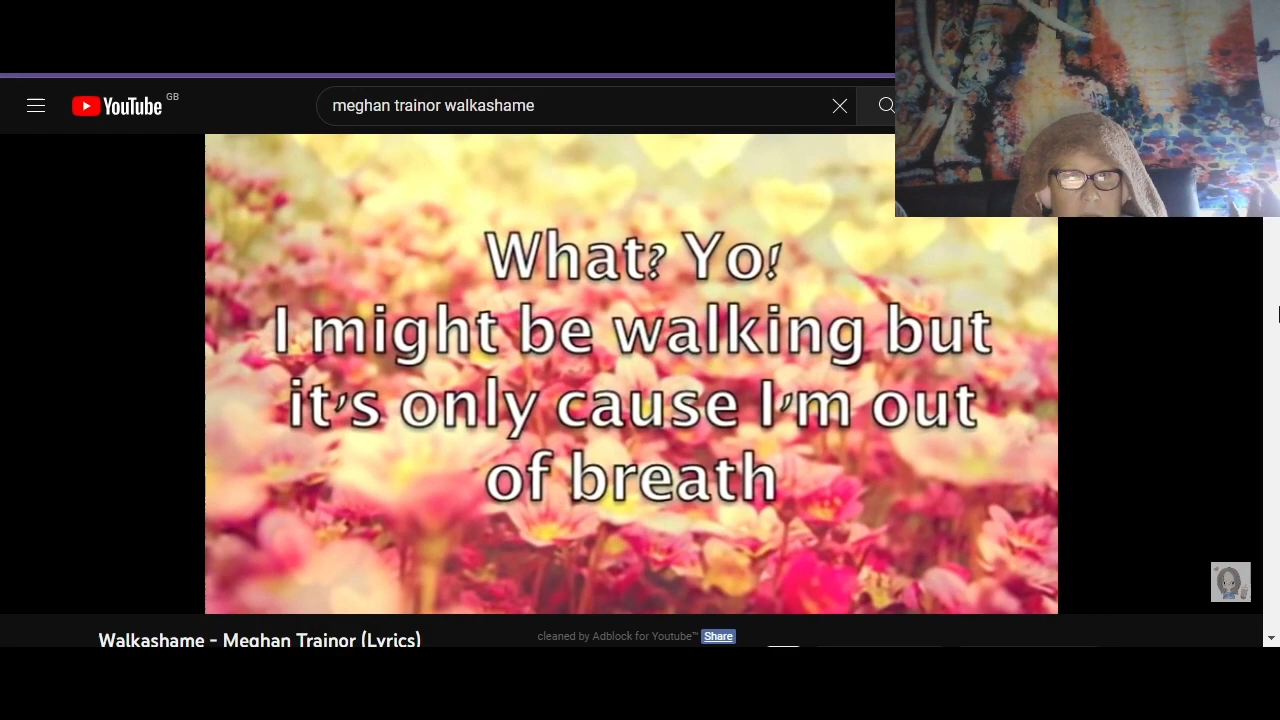 YouTube GB
meghan trainor walkashame
What? Yo!
I might be walking but
it's only cause I'm out
of breath
Walkashame - Meghan Trainor (Lyrics)
cleaned by Adblock for Youtube™ Share